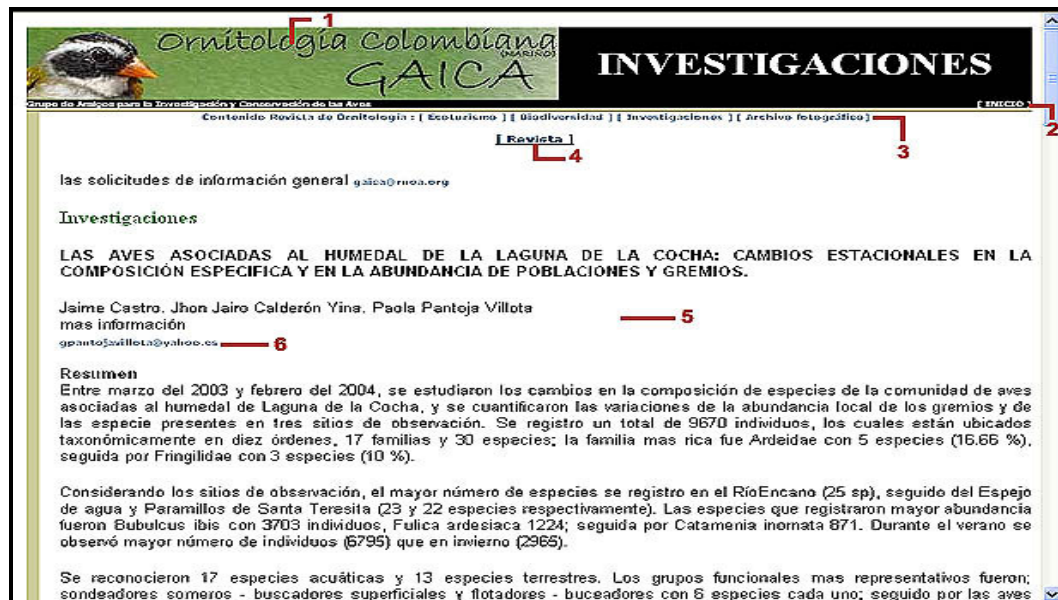 1
Ornitología Colombiana
(NARIÑO)
GAICA
INVESTIGACIONES
Grupo de Amigos para la Investigación y Conservación de las Aves
[ INICIO ]
2
Contenido Revista de Ornitología : [ Ecoturismo ] [ Biodiversidad ] [ Investigaciones ] [ Archivo fotográfico]
3
[ Revista ]
4
las solicitudes de información general gaica@rnoa.org
Investigaciones
LAS AVES ASOCIADAS AL HUMEDAL DE LA LAGUNA DE LA COCHA: CAMBIOS ESTACIONALES EN LA
COMPOSICIÓN ESPECIFICA Y EN LA ABUNDANCIA DE POBLACIONES Y GREMIOS.
Jaime Castro, Jhon Jairo Calderón Yina, Paola Pantoja Villota
5
mas información
gpantojavillota@yahoo.es
6
Resumen
Entre marzo del 2003 y febrero del 2004, se estudiaron los cambios en la composición de especies de la comunidad de aves
asociadas al humedal de Laguna de la Cocha, y se cuantificaron las variaciones de la abundancia local de los gremios y de
las especie presentes en tres sitios de observación. Se registro un total de 9670 individuos, los cuales están ubicados
taxonómicamente en diez órdenes, 17 familias y 30 especies; la familia mas rica fue Ardeidae con 5 especies (16.66 %),
seguida por Fringilidae con 3 especies (10 %).
Considerando los sitios de observación, el mayor número de especies se registro en el RíoEncano (25 sp), seguido del Espejo
de agua y Paramillos de Santa Teresita (23 y 22 especies respectivamente). Las especies que registraron mayor abundancia
fueron Bubulcus ibis con 3703 individuos, Fulica ardesiaca 1224; seguida por Catamenia inornata 871. Durante el verano se
observó mayor número de individuos (6795) que en invierno (2965).
Se reconocieron 17 especies acuáticas y 13 especies terrestres. Los grupos funcionales mas representativos fueron;
sondeadores someros - buscadores superficiales y flotadores - buceadores con 6 especies cada uno; seguido por las aves